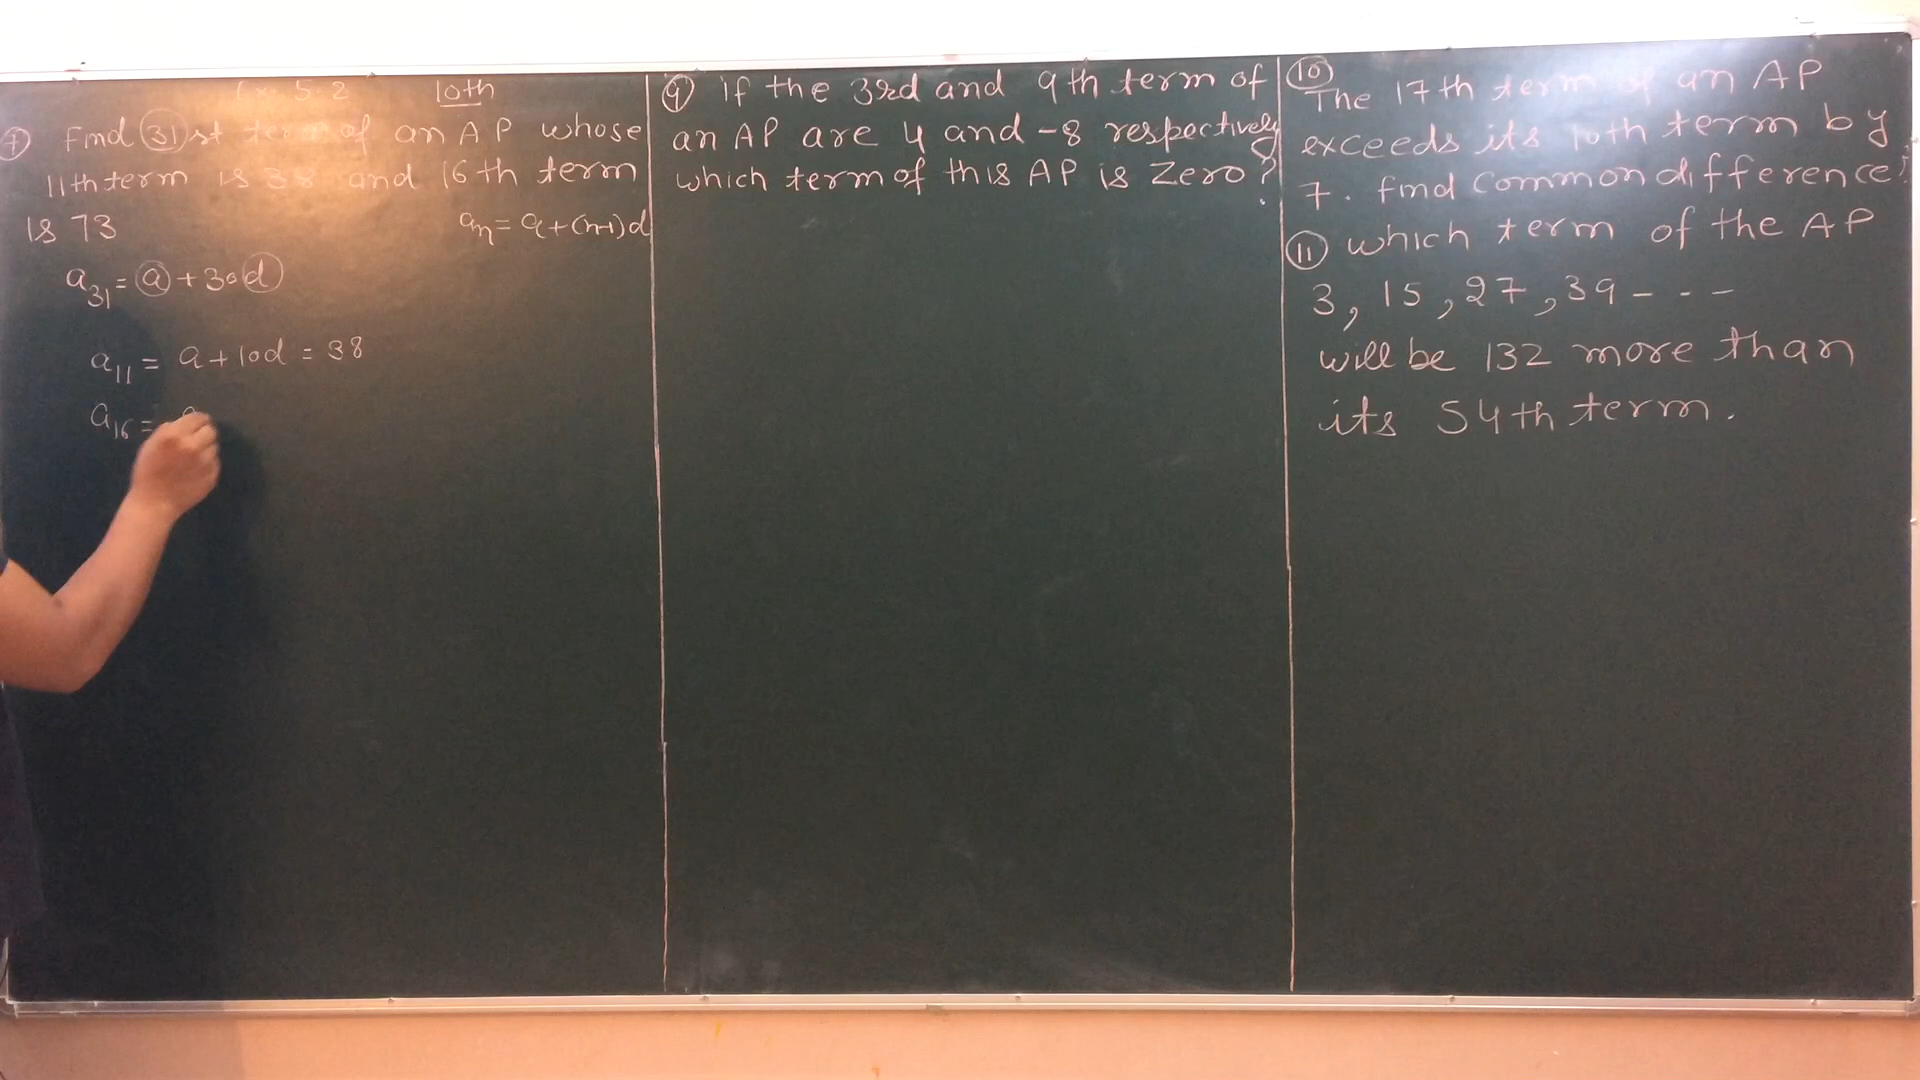 Ex. 5.2 10th
7 Find 31st term of an AP whose
11th term is 38 and 16th term
is 73
aₙ = a+(n-1)d
a₃₁ = a + 30d
a₁₁ = a + 10d = 38
a₁₆ = a
9 if the 3rd and 9th term of
an AP are 4 and -8 respectively
which term of this AP is Zero?
10
The 17th term of an AP
exceeds its 10th term by
7. find common difference?
11 which term of the AP
3, 15, 27, 39 - - -
will be 132 more than
its 54th term.